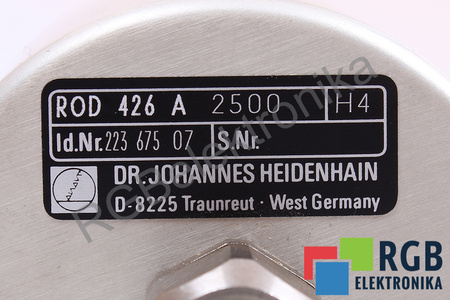 ROD 426 A 2500 H4
Id.Nr. 223 675 07 S.Nr.
DR. JOHANNES HEIDENHAIN
D-8225 Traunreut · West Germany
RGBelektronika
RGB
ELEKTRONIKA